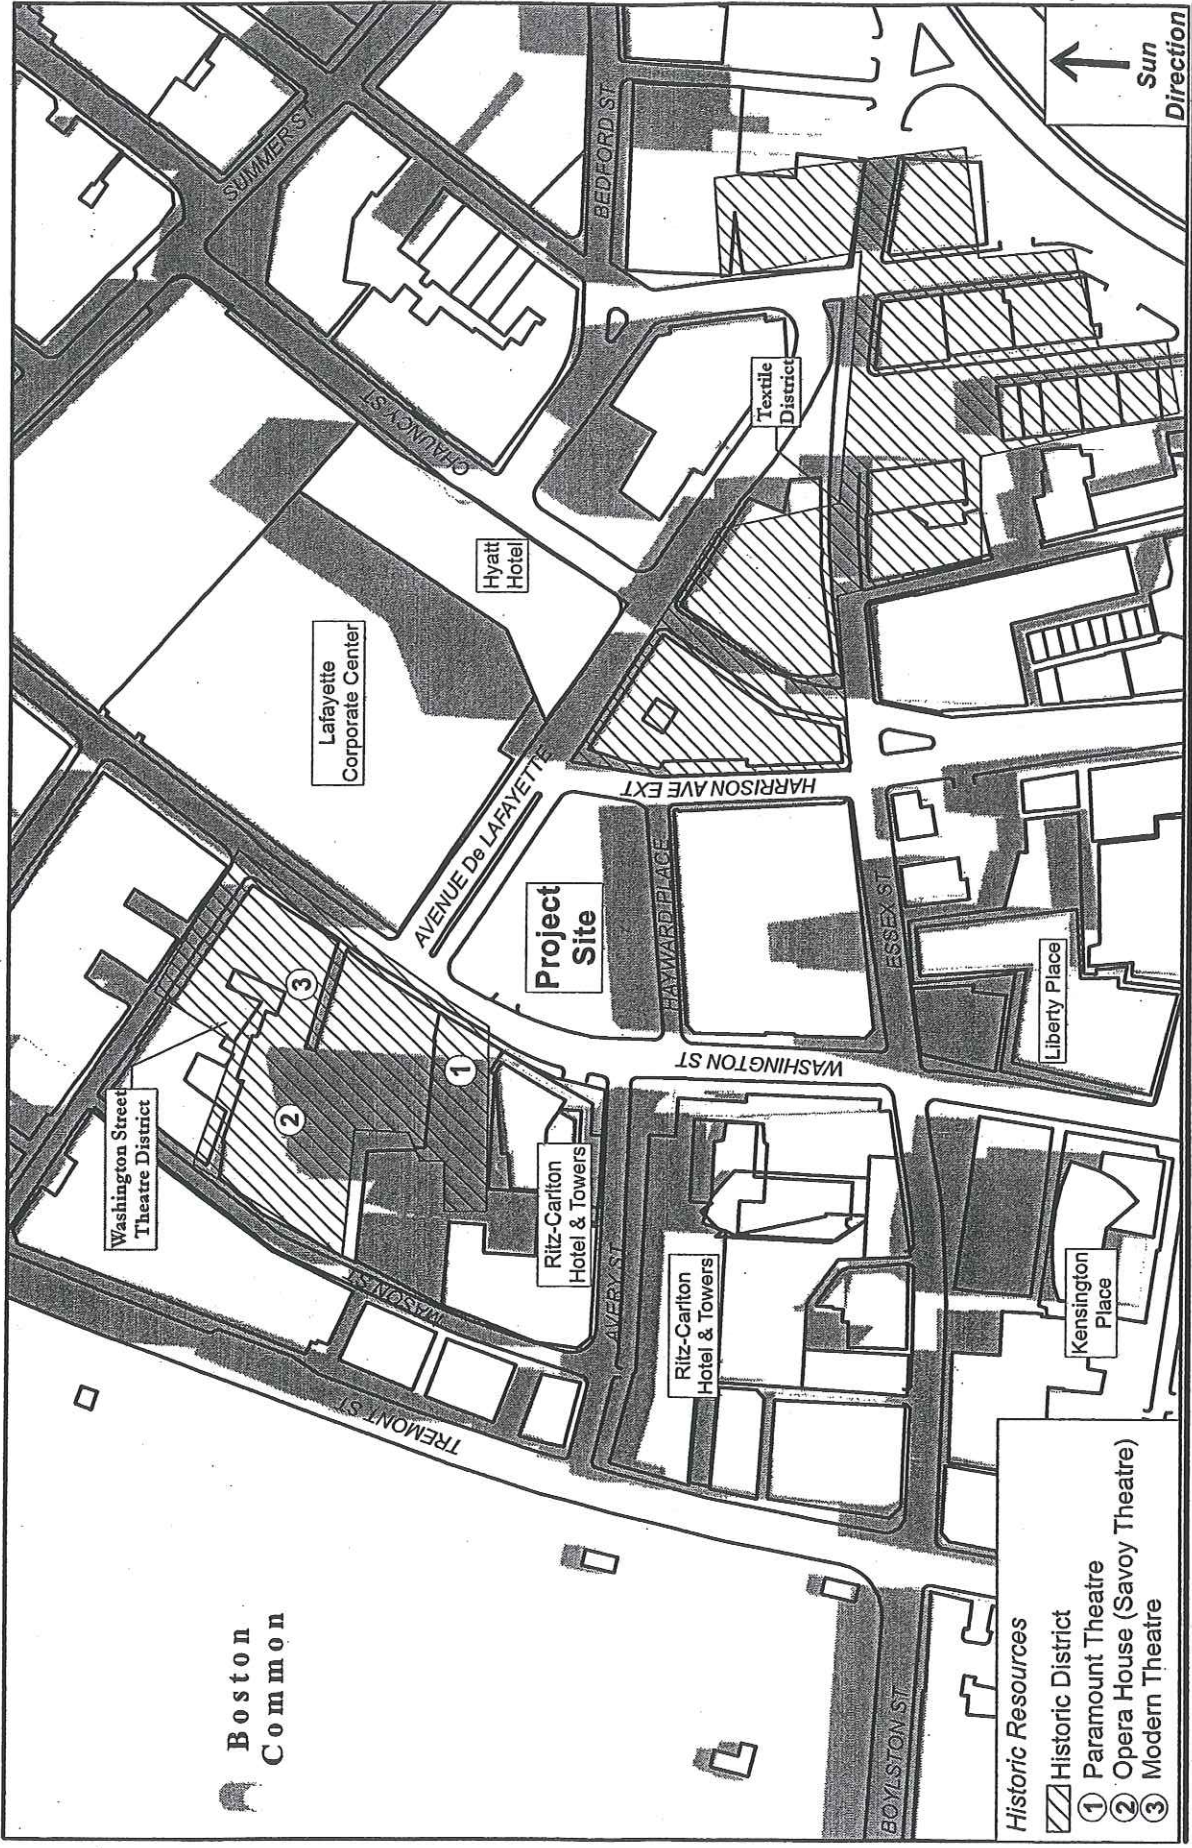 Boston
Common
TREMONT ST
BOYLSTON ST
MASON ST
AVERY ST
Washington Street
Theatre District
2
3
1
Ritz-Carlton
Hotel & Towers
Ritz-Carlton
Hotel & Towers
Kensington
Place
WASHINGTON ST
Liberty Place
ESSEX ST
HAYWARD PLACE
Project
Site
AVENUE De LAFAYETTE
HARRISON AVE EXT
Lafayette
Corporate Center
Hyatt
Hotel
CHAUNCY ST
Textile
District
SUMMER ST
BEDFORD ST
Sun
Direction
Historic Resources
Historic District
1 Paramount Theatre
2 Opera House (Savoy Theatre)
3 Modern Theatre